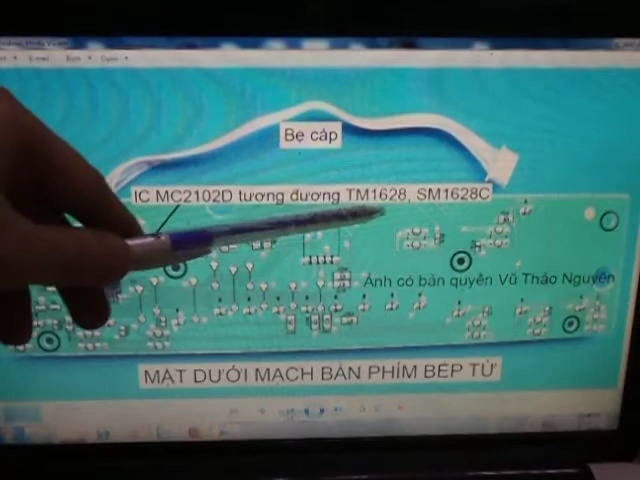 Bẹ cáp
IC MC2102D tương đương TM1628, SM1628C
Ảnh có bản quyền Vũ Thảo Nguyên
MẶT DƯỚI MẠCH BÀN PHÍM BẾP TỪ